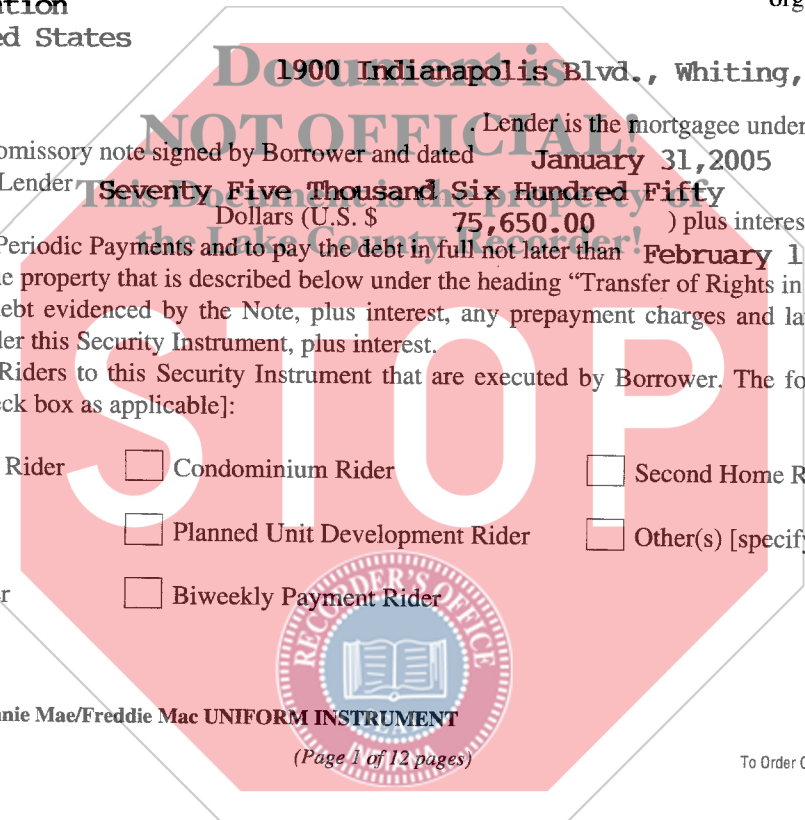 ation
org
ed States
1900 Indianapolis Blvd., Whiting,
Document is
NOT OFFICIAL!
. Lender is the mortgagee under
omissory note signed by Borrower and dated January 31,2005
Lender Seventy Five Thousand Six Hundred Fifty
This Document is the property of
Dollars (U.S. $ 75,650.00 ) plus interes
the Lake County Recorder!
Periodic Payments and to pay the debt in full not later than February 1
e property that is described below under the heading “Transfer of Rights in
ebt evidenced by the Note, plus interest, any prepayment charges and la
er this Security Instrument, plus interest.
Riders to this Security Instrument that are executed by Borrower. The fo
ck box as applicable]:
STOP
Rider Condominium Rider Second Home R
Planned Unit Development Rider Other(s) [specify
r Biweekly Payment Rider
RECORDER'S OFFICE
SEAL
INDIANA
nie Mae/Freddie Mac UNIFORM INSTRUMENT
(Page 1 of 12 pages)
To Order C